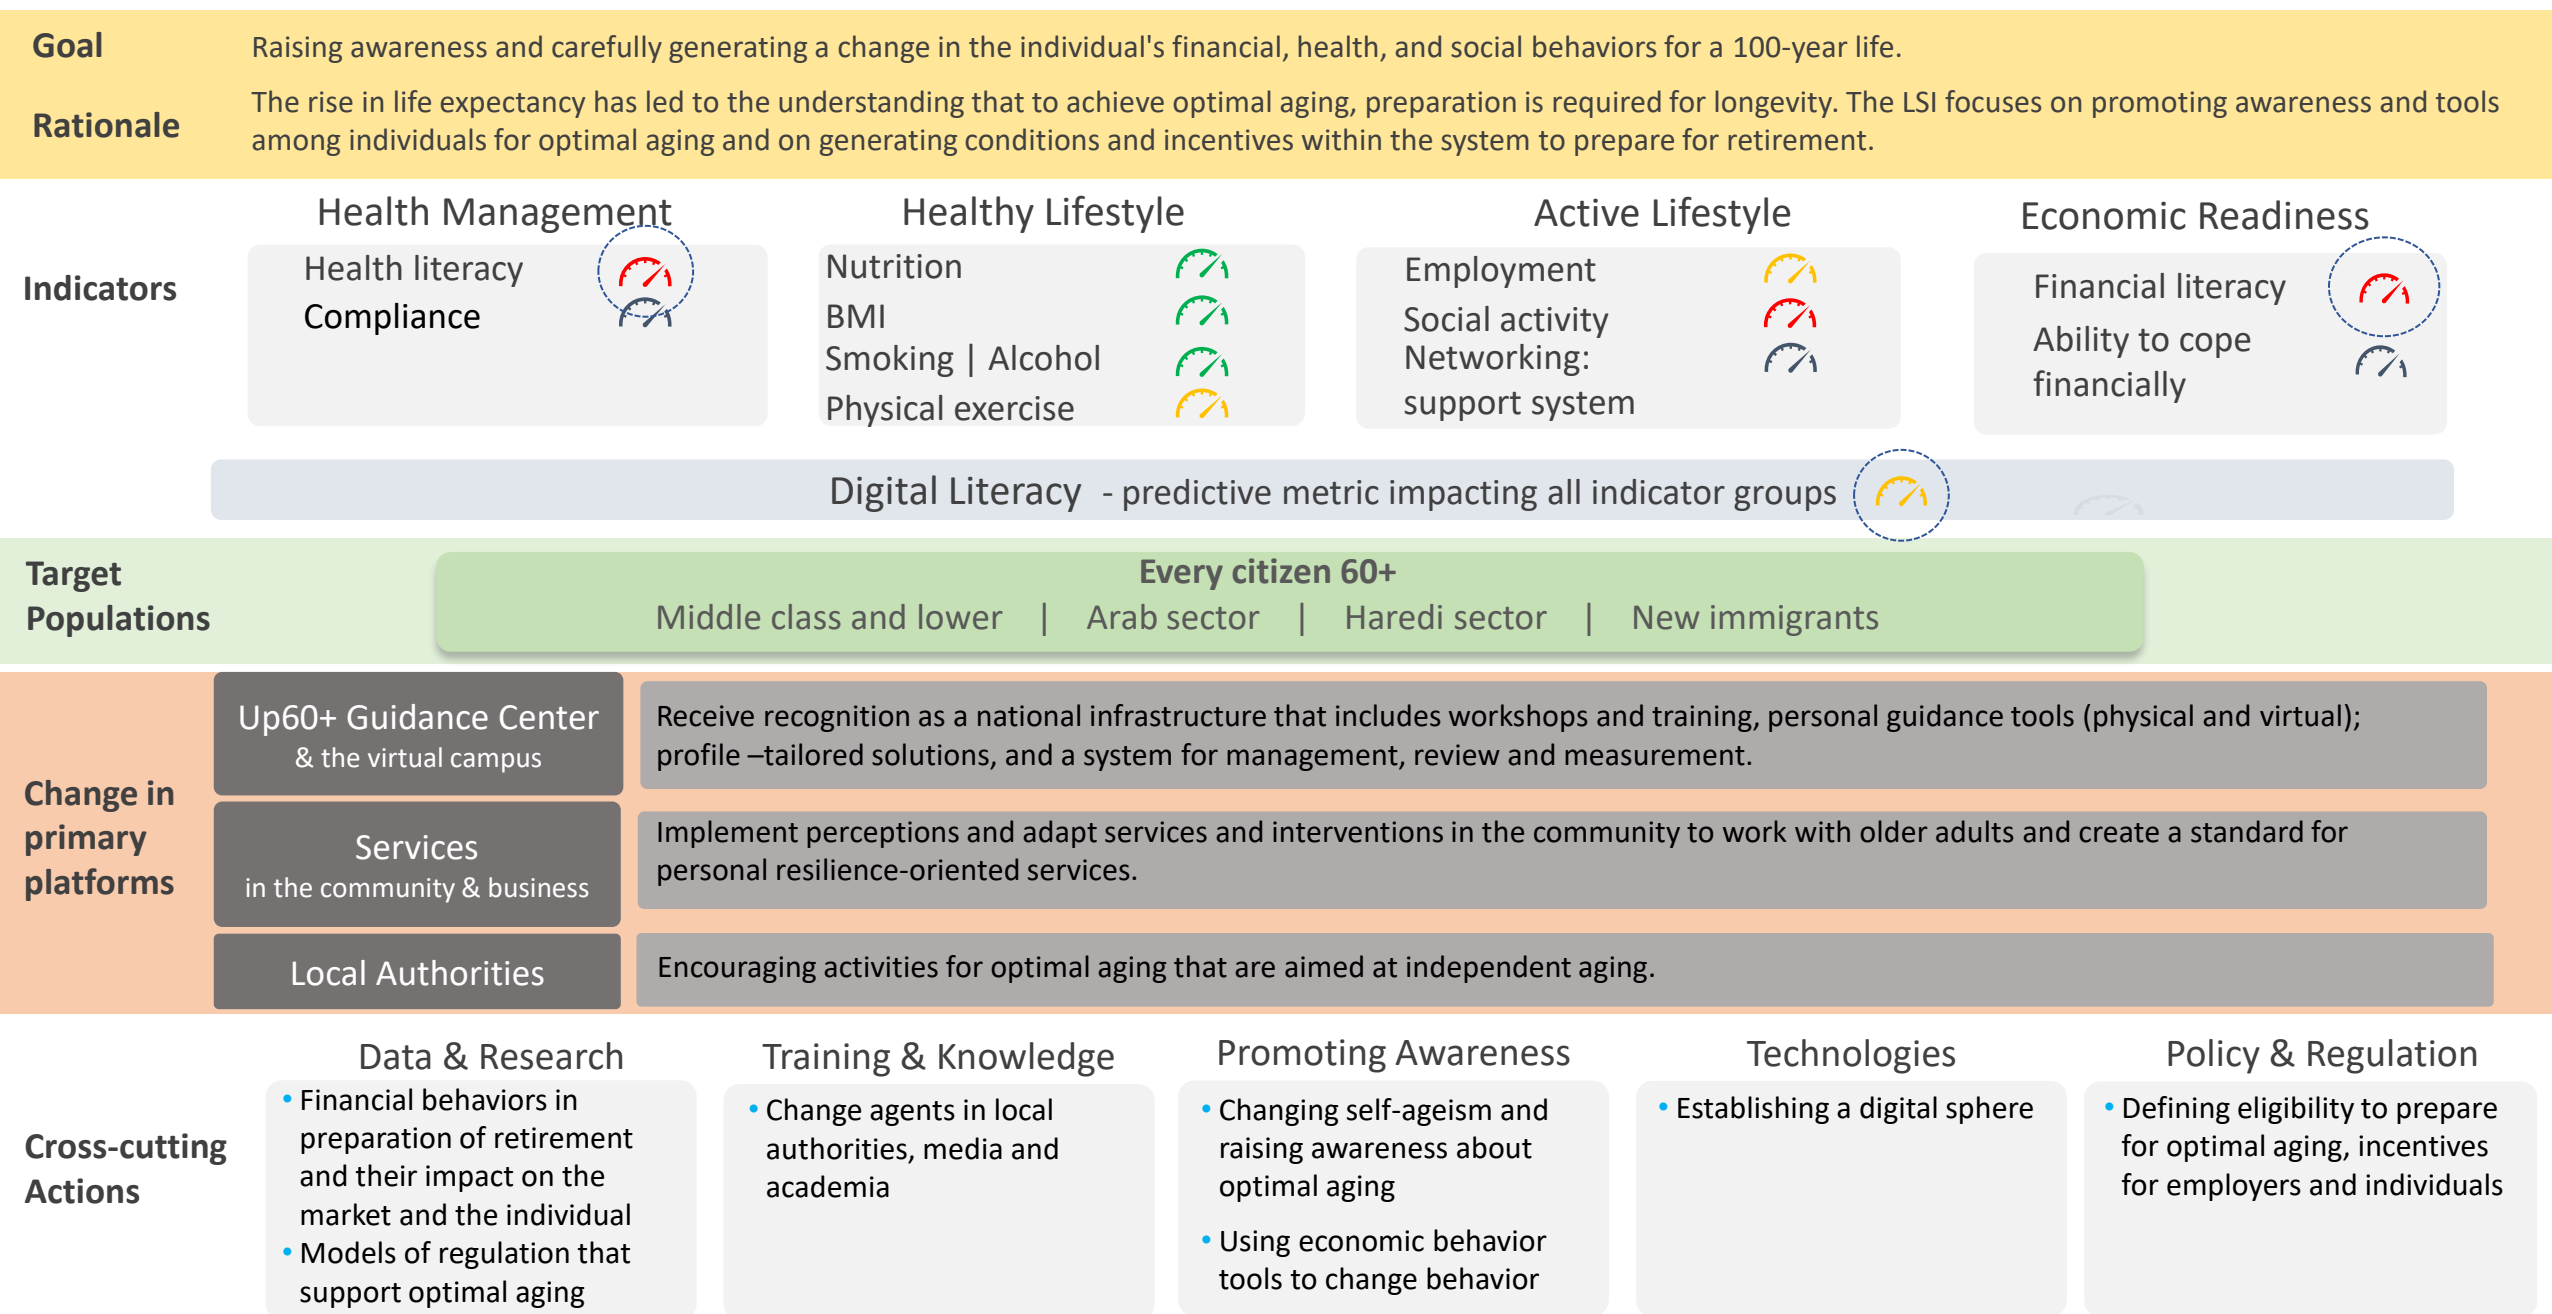 Goal
Raising awareness and carefully generating a change in the individual's financial, health, and social behaviors for a 100-year life.
Rationale
The rise in life expectancy has led to the understanding that to achieve optimal aging, preparation is required for longevity. The LSI focuses on promoting awareness and tools
among individuals for optimal aging and on generating conditions and incentives within the system to prepare for retirement.
Indicators
Health Management
Health literacy
Compliance
Healthy Lifestyle
Nutrition
BMI
Smoking | Alcohol
Physical exercise
Active Lifestyle
Employment
Social activity
Networking:
support system
Economic Readiness
Financial literacy
Ability to cope
financially
Digital Literacy - predictive metric impacting all indicator groups
Target
Populations
Every citizen 60+
Middle class and lower | Arab sector | Haredi sector | New immigrants
Change in
primary
platforms
Up60+ Guidance Center
& the virtual campus
Receive recognition as a national infrastructure that includes workshops and training, personal guidance tools (physical and virtual);
profile –tailored solutions, and a system for management, review and measurement.
Services
in the community & business
Implement perceptions and adapt services and interventions in the community to work with older adults and create a standard for
personal resilience-oriented services.
Local Authorities
Encouraging activities for optimal aging that are aimed at independent aging.
Cross-cutting
Actions
Data & Research
• Financial behaviors in
preparation of retirement
and their impact on the
market and the individual
• Models of regulation that
support optimal aging
Training & Knowledge
• Change agents in local
authorities, media and
academia
Promoting Awareness
• Changing self-ageism and
raising awareness about
optimal aging
• Using economic behavior
tools to change behavior
Technologies
• Establishing a digital sphere
Policy & Regulation
• Defining eligibility to prepare
for optimal aging, incentives
for employers and individuals